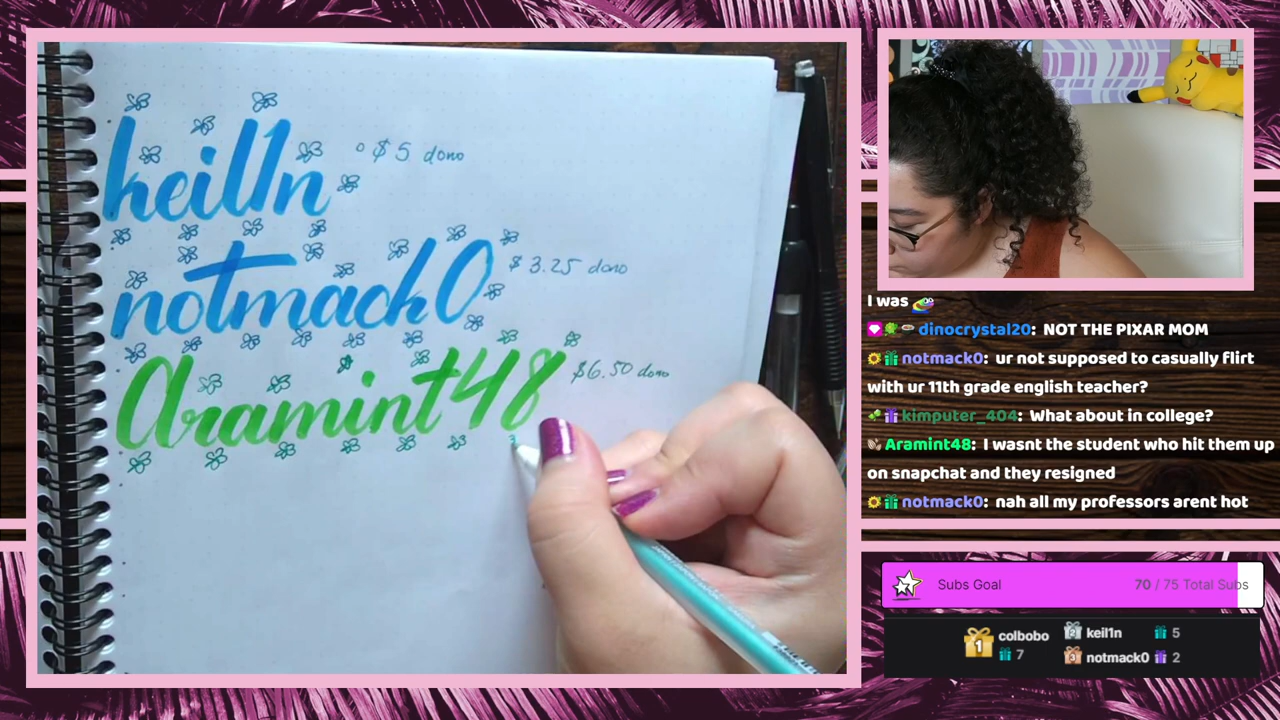 keil1n
$5 dono
notmack0
$3.25 dono
Aramint48
$6.50 dono
I was
dinocrystal20: NOT THE PIXAR MOM
notmack0: ur not supposed to casually flirt
with ur 11th grade english teacher?
kimputer_404: What about in college?
Aramint48: I wasnt the student who hit them up
on snapchat and they resigned
notmack0: nah all my professors arent hot
Subs Goal
70 / 75 Total Subs
1 colbobo 7
2 keil1n 5
3 notmack0 2